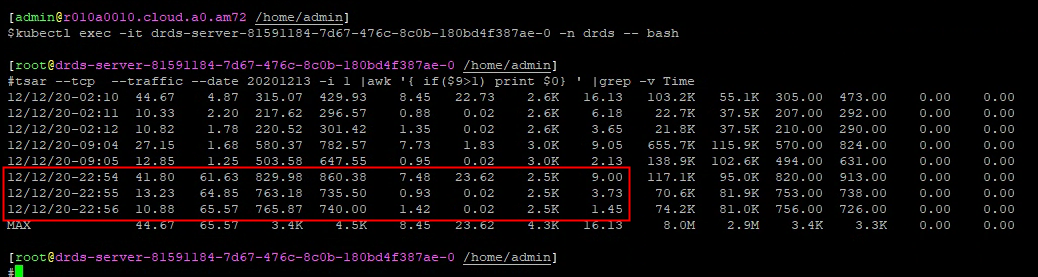 [admin@r010a0010.cloud.a0.am72 /home/admin]
$kubectl exec -it drds-server-81591184-7d67-476c-8c0b-180bd4f387ae-0 -n drds -- bash
[root@drds-server-81591184-7d67-476c-8c0b-180bd4f387ae-0 /home/admin]
#tsar --tcp --traffic --date 20201213 -i 1 |awk '{ if($9>1) print $0} ' |grep -v Time
12/12/20-02:10 44.67 4.87 315.07 429.93 8.45 22.73 2.6K 16.13 103.2K 55.1K 305.00 473.00 0.00 0.00
12/12/20-02:11 10.33 2.20 217.62 296.57 0.88 0.02 2.6K 6.18 22.7K 37.5K 207.00 292.00 0.00 0.00
12/12/20-02:12 10.82 1.78 220.52 301.42 1.35 0.02 2.6K 3.65 21.8K 37.5K 210.00 290.00 0.00 0.00
12/12/20-09:04 27.15 1.68 580.37 782.57 7.73 1.83 3.0K 9.05 655.7K 115.9K 570.00 824.00 0.00 0.00
12/12/20-09:05 12.85 1.25 503.58 647.55 0.95 0.02 3.0K 2.13 138.9K 102.6K 494.00 631.00 0.00 0.00
12/12/20-22:54 41.80 61.63 829.98 860.38 7.48 23.62 2.5K 9.00 117.1K 95.0K 820.00 913.00 0.00 0.00
12/12/20-22:55 13.23 64.85 763.18 735.50 0.93 0.02 2.5K 3.73 70.6K 81.9K 753.00 738.00 0.00 0.00
12/12/20-22:56 10.88 65.57 765.87 740.00 1.42 0.02 2.5K 1.45 74.2K 81.0K 756.00 726.00 0.00 0.00
MAX 44.67 65.57 3.4K 4.5K 8.45 23.62 4.3K 16.13 8.0M 2.9M 3.4K 3.3K 0.00 0.00
[root@drds-server-81591184-7d67-476c-8c0b-180bd4f387ae-0 /home/admin]
#